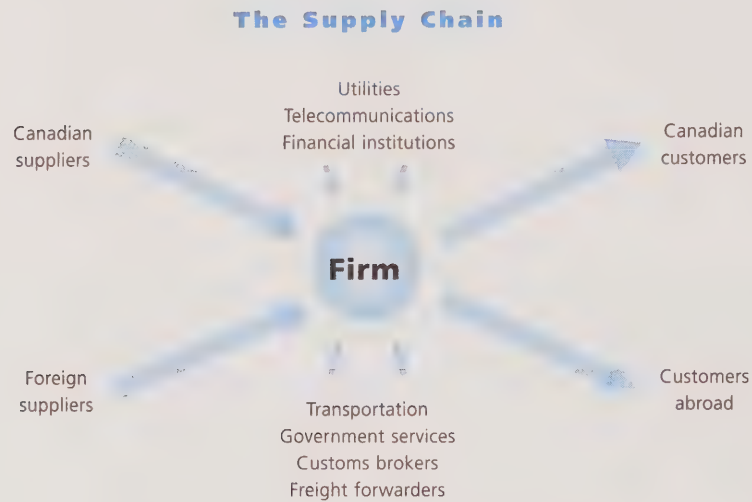 The Supply Chain
Utilities
Telecommunications
Financial institutions
Canadian
suppliers
Canadian
customers
Firm
Foreign
suppliers
Customers
abroad
Transportation
Government services
Customs brokers
Freight forwarders